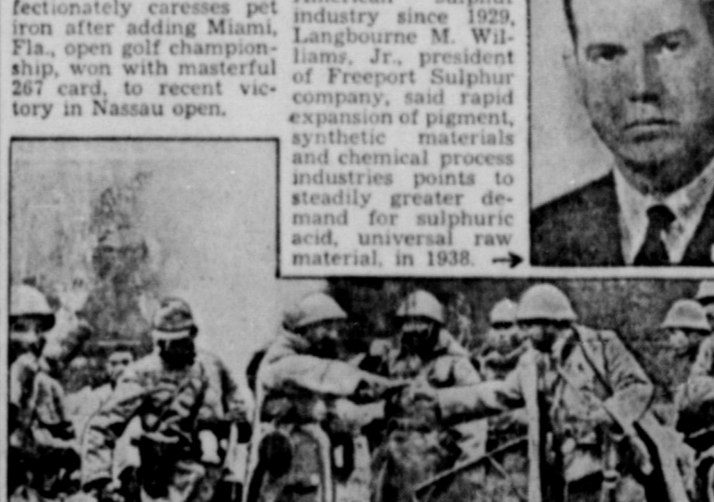 fectionately caresses pet
iron after adding Miami,
Fla., open golf champion-
ship, won with masterful
267 card, to recent vic-
tory in Nassau open.
American sulphur
industry since 1929,
Langbourne M. Wil-
liams, Jr., president
of Freeport Sulphur
company, said rapid
expansion of pigment,
synthetic materials
and chemical process
industries points to
steadily greater de-
mand for sulphuric
acid, universal raw
material, in 1938.